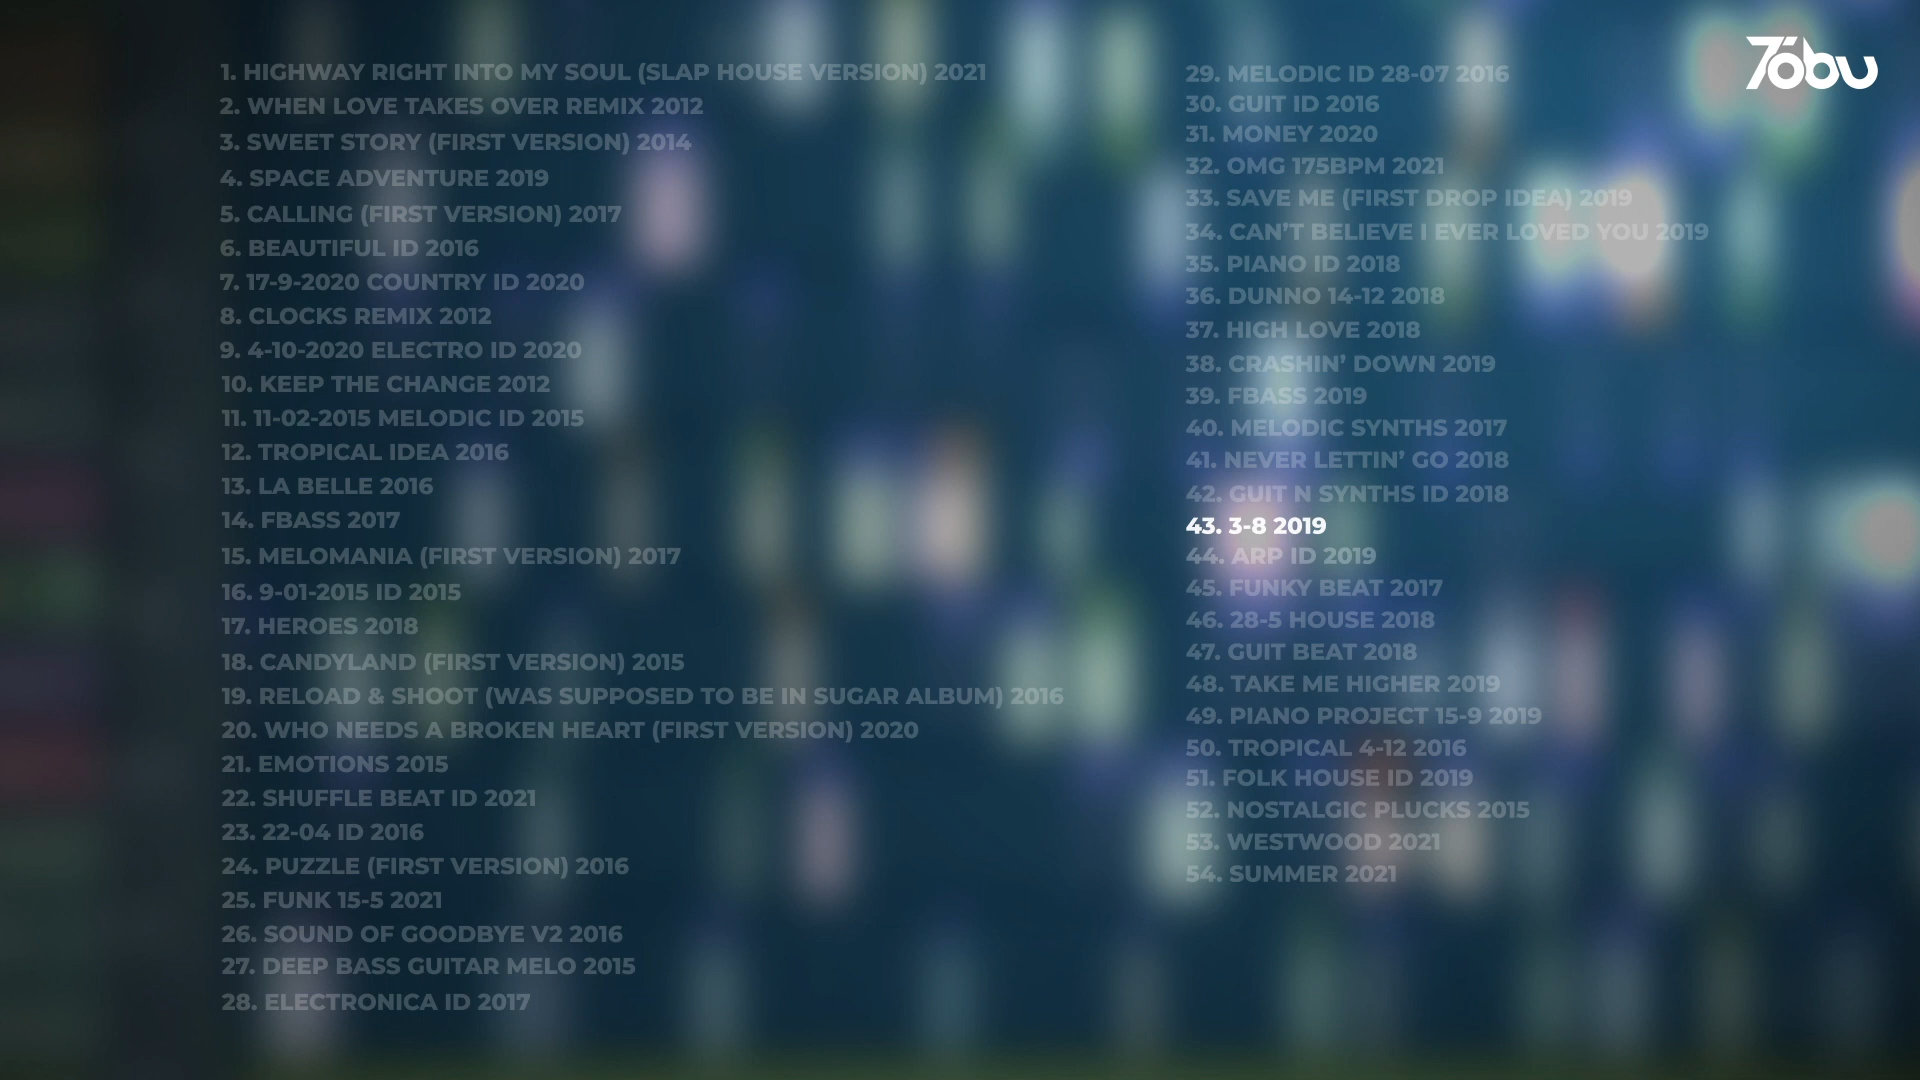 1. HIGHWAY RIGHT INTO MY SOUL (SLAP HOUSE VERSION) 2021
2. WHEN LOVE TAKES OVER REMIX 2012
3. SWEET STORY (FIRST VERSION) 2014
4. SPACE ADVENTURE 2019
5. CALLING (FIRST VERSION) 2017
6. BEAUTIFUL ID 2016
7. 17-9-2020 COUNTRY ID 2020
8. CLOCKS REMIX 2012
9. 4-10-2020 ELECTRO ID 2020
10. KEEP THE CHANGE 2012
11. 11-02-2015 MELODIC ID 2015
12. TROPICAL IDEA 2016
13. LA BELLE 2016
14. FBASS 2017
15. MELOMANIA (FIRST VERSION) 2017
16. 9-01-2015 ID 2015
17. HEROES 2018
18. CANDYLAND (FIRST VERSION) 2015
19. RELOAD & SHOOT (WAS SUPPOSED TO BE IN SUGAR ALBUM) 2016
20. WHO NEEDS A BROKEN HEART (FIRST VERSION) 2020
21. EMOTIONS 2015
22. SHUFFLE BEAT ID 2021
23. 22-04 ID 2016
24. PUZZLE (FIRST VERSION) 2016
25. FUNK 15-5 2021
26. SOUND OF GOODBYE V2 2016
27. DEEP BASS GUITAR MELO 2015
28. ELECTRONICA ID 2017
29. MELODIC ID 28-07 2016
30. GUIT ID 2016
31. MONEY 2020
32. OMG 175BPM 2021
33. SAVE ME (FIRST DROP IDEA) 2019
34. CAN'T BELIEVE I EVER LOVED YOU 2019
35. PIANO ID 2018
36. DUNNO 14-12 2018
37. HIGH LOVE 2018
38. CRASHIN' DOWN 2019
39. FBASS 2019
40. MELODIC SYNTHS 2017
41. NEVER LETTIN' GO 2018
42. GUIT N SYNTHS ID 2018
43. 3-8 2019
44. ARP ID 2019
45. FUNKY BEAT 2017
46. 28-5 HOUSE 2018
47. GUIT BEAT 2018
48. TAKE ME HIGHER 2019
49. PIANO PROJECT 15-9 2019
50. TROPICAL 4-12 2016
51. FOLK HOUSE ID 2019
52. NOSTALGIC PLUCKS 2015
53. WESTWOOD 2021
54. SUMMER 2021
Tobu